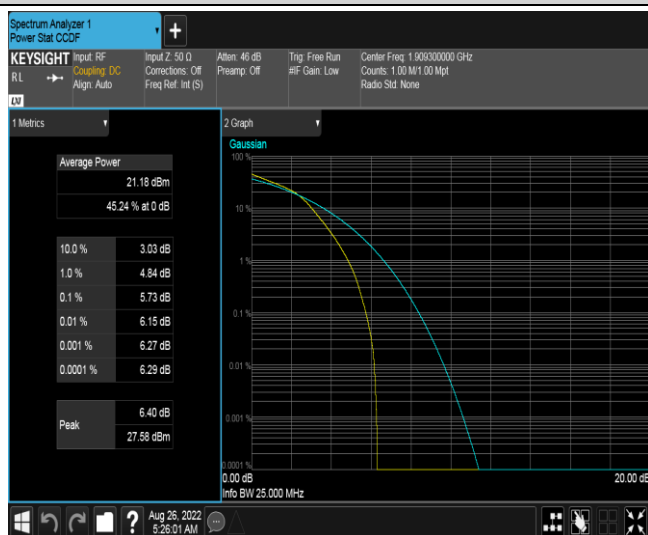 Spectrum Analyzer 1
Power Stat CCDF
KEYSIGHT
RL
LXI
Input: RF
Coupling: DC
Align: Auto
Input Z: 50 Ω
Corrections: Off
Freq Ref: Int (S)
Atten: 46 dB
Preamp: Off
Trig: Free Run
#IF Gain: Low
Center Freq: 1.909300000 GHz
Counts: 1.00 M/1.00 Mpt
Radio Std: None
1 Metrics
Average Power
21.18 dBm
45.24 % at 0 dB
10.0 % 3.03 dB
1.0 % 4.84 dB
0.1 % 5.73 dB
0.01 % 6.15 dB
0.001 % 6.27 dB
0.0001 % 6.29 dB
Peak
6.40 dB
27.58 dBm
2 Graph
Gaussian
100 %
10 %
1 %
0.1 %
0.01 %
0.001 %
0.0001 %
0.00 dB 20.00 dB
Info BW 25.000 MHz
?
Aug 26, 2022
5:26:01 AM